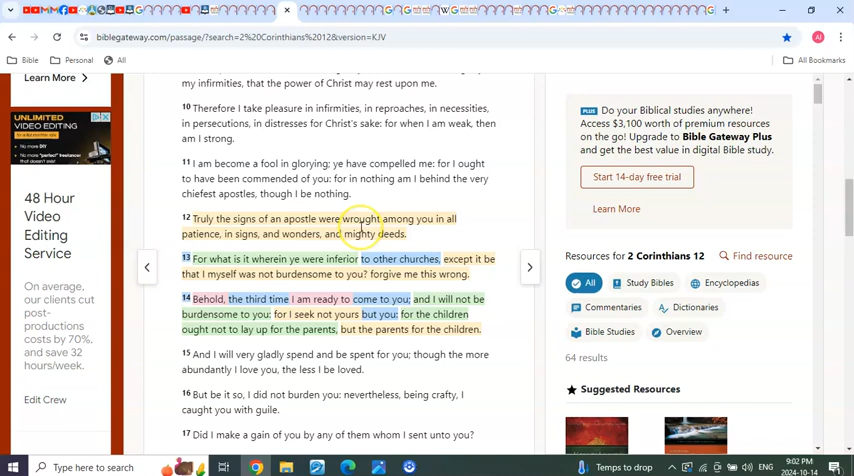 biblegateway.com/passage/?search=2%20Corinthians%2012&version=KJV
AI
Bible
Personal
All
All Bookmarks
Learn More
UNLIMITED
VIDEO EDITING
No more DIY
No more "perfect" freelancer
that doesn't exist
48 Hour
Video
Editing
Service
On average,
our clients cut
post-
productions
costs by 70%,
and save 32
hours/week.
Edit Crew
my infirmities, that the power of Christ may rest upon me.
10 Therefore I take pleasure in infirmities, in reproaches, in necessities,
in persecutions, in distresses for Christ's sake: for when I am weak, then
am I strong.
11 I am become a fool in glorying; ye have compelled me: for I ought
to have been commended of you: for in nothing am I behind the very
chiefest apostles, though I be nothing.
12 Truly the signs of an apostle were wrought among you in all
patience, in signs, and wonders, and mighty deeds.
13 For what is it wherein ye were inferior to other churches, except it be
that I myself was not burdensome to you? forgive me this wrong.
14 Behold, the third time I am ready to come to you; and I will not be
burdensome to you: for I seek not yours but you: for the children
ought not to lay up for the parents, but the parents for the children.
15 And I will very gladly spend and be spent for you; though the more
abundantly I love you, the less I be loved.
16 But be it so, I did not burden you: nevertheless, being crafty, I
caught you with guile.
17 Did I make a gain of you by any of them whom I sent unto you?
PLUS Do your Biblical studies anywhere!
Access $3,100 worth of premium resources
on the go! Upgrade to Bible Gateway Plus
and get the best value in digital Bible study.
Start 14-day free trial
Learn More
Resources for 2 Corinthians 12
Find resource
All
Study Bibles
Encyclopedias
Commentaries
Dictionaries
Bible Studies
Overview
64 results
Suggested Resources
Type here to search
Temps to drop
ENG
9:02 PM
2024-10-14